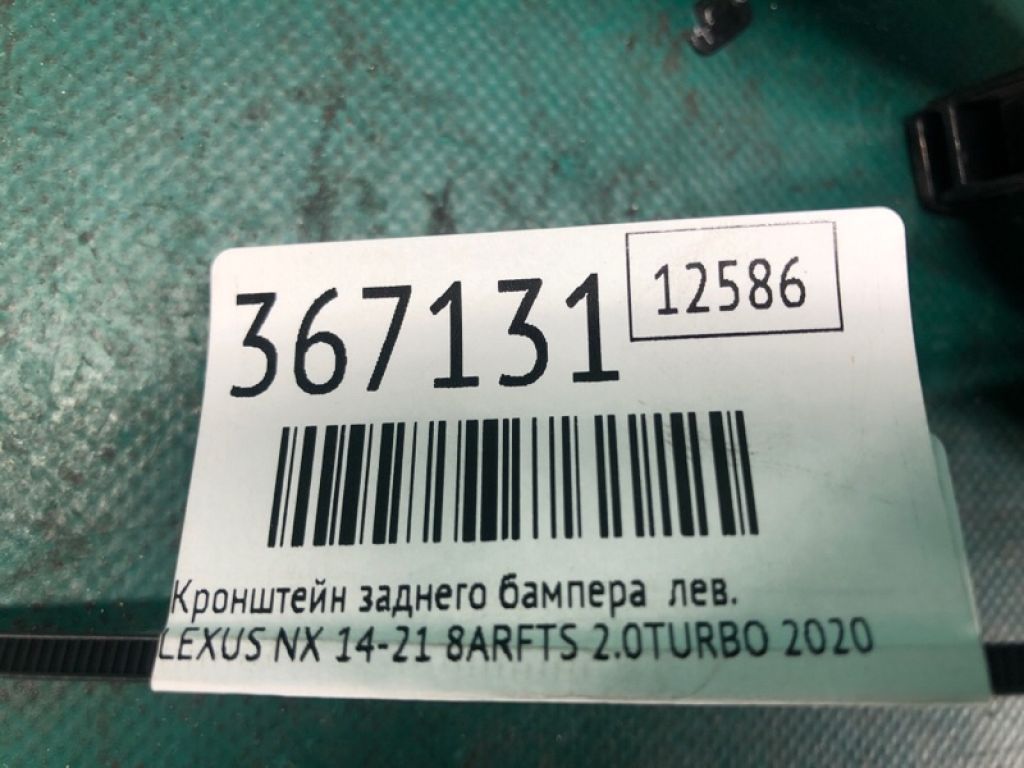 367131
12586
Кронштейн заднего бампера лев.
LEXUS NX 14-21 8ARFTS 2.0TURBO 2020